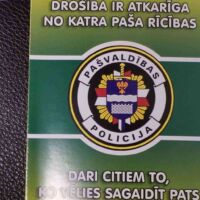 DROŠĪBA IR ATKARĪGA
NO KATRA PAŠA RĪCĪBAS
PAŠVALDĪBAS
POLICIJA
DARI CITIEM TO,
KO VĒLIES SAGAIDĪT PATS